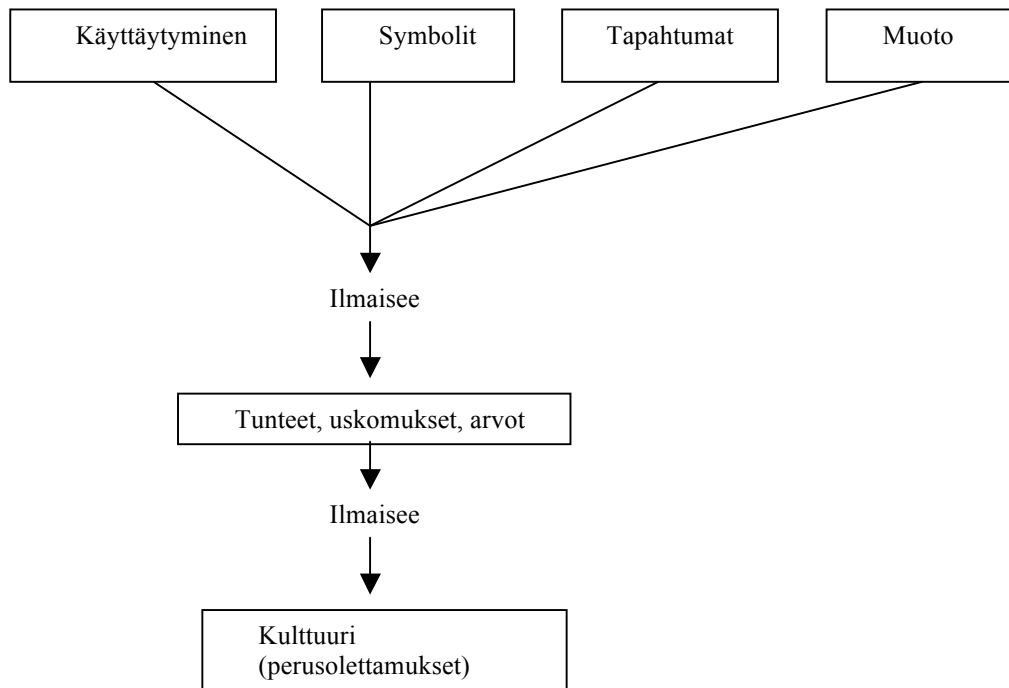 Käyttäytyminen
Symbolit
Tapahtumat
Muoto
Ilmaisee
Tunteet, uskomukset, arvot
Ilmaisee
Kulttuuri
(perusolettamukset)